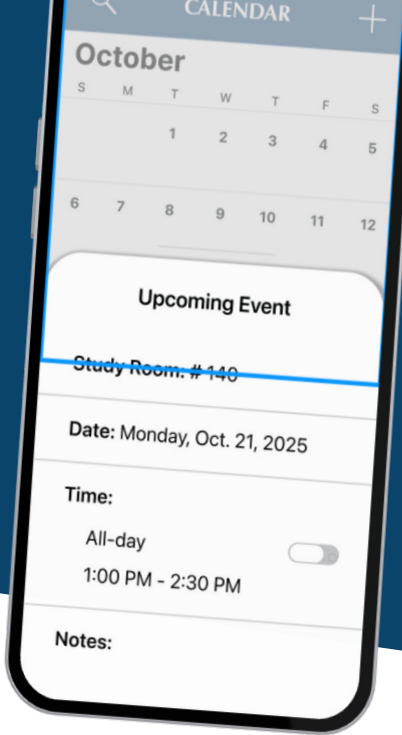 CALENDAR
October
S M T W T F S
1 2 3 4 5
6 7 8 9 10 11 12
Upcoming Event
Study Room: # 140
Date: Monday, Oct. 21, 2025
Time:
All-day
1:00 PM - 2:30 PM
Notes: